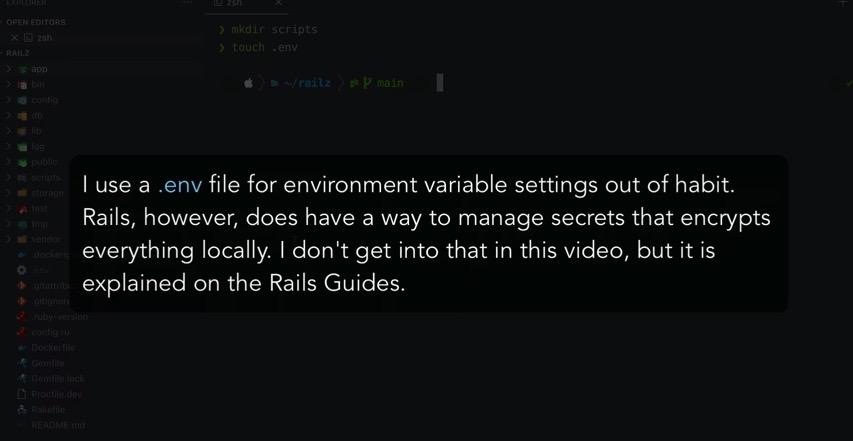 EXPLORER
zsh
OPEN EDITORS
zsh
RAILZ
app
bin
config
db
lib
log
public
scripts
storage
test
tmp
vendor
.env
.ruby-version
config.ru
Dockerfile
Gemfile
Gemfile.lock
Procfile.dev
Rakefile
README.md
❯ mkdir scripts
❯ touch .env
~/railz main
I use a .env file for environment variable settings out of habit.
Rails, however, does have a way to manage secrets that encrypts
everything locally. I don't get into that in this video, but it is
explained on the Rails Guides.